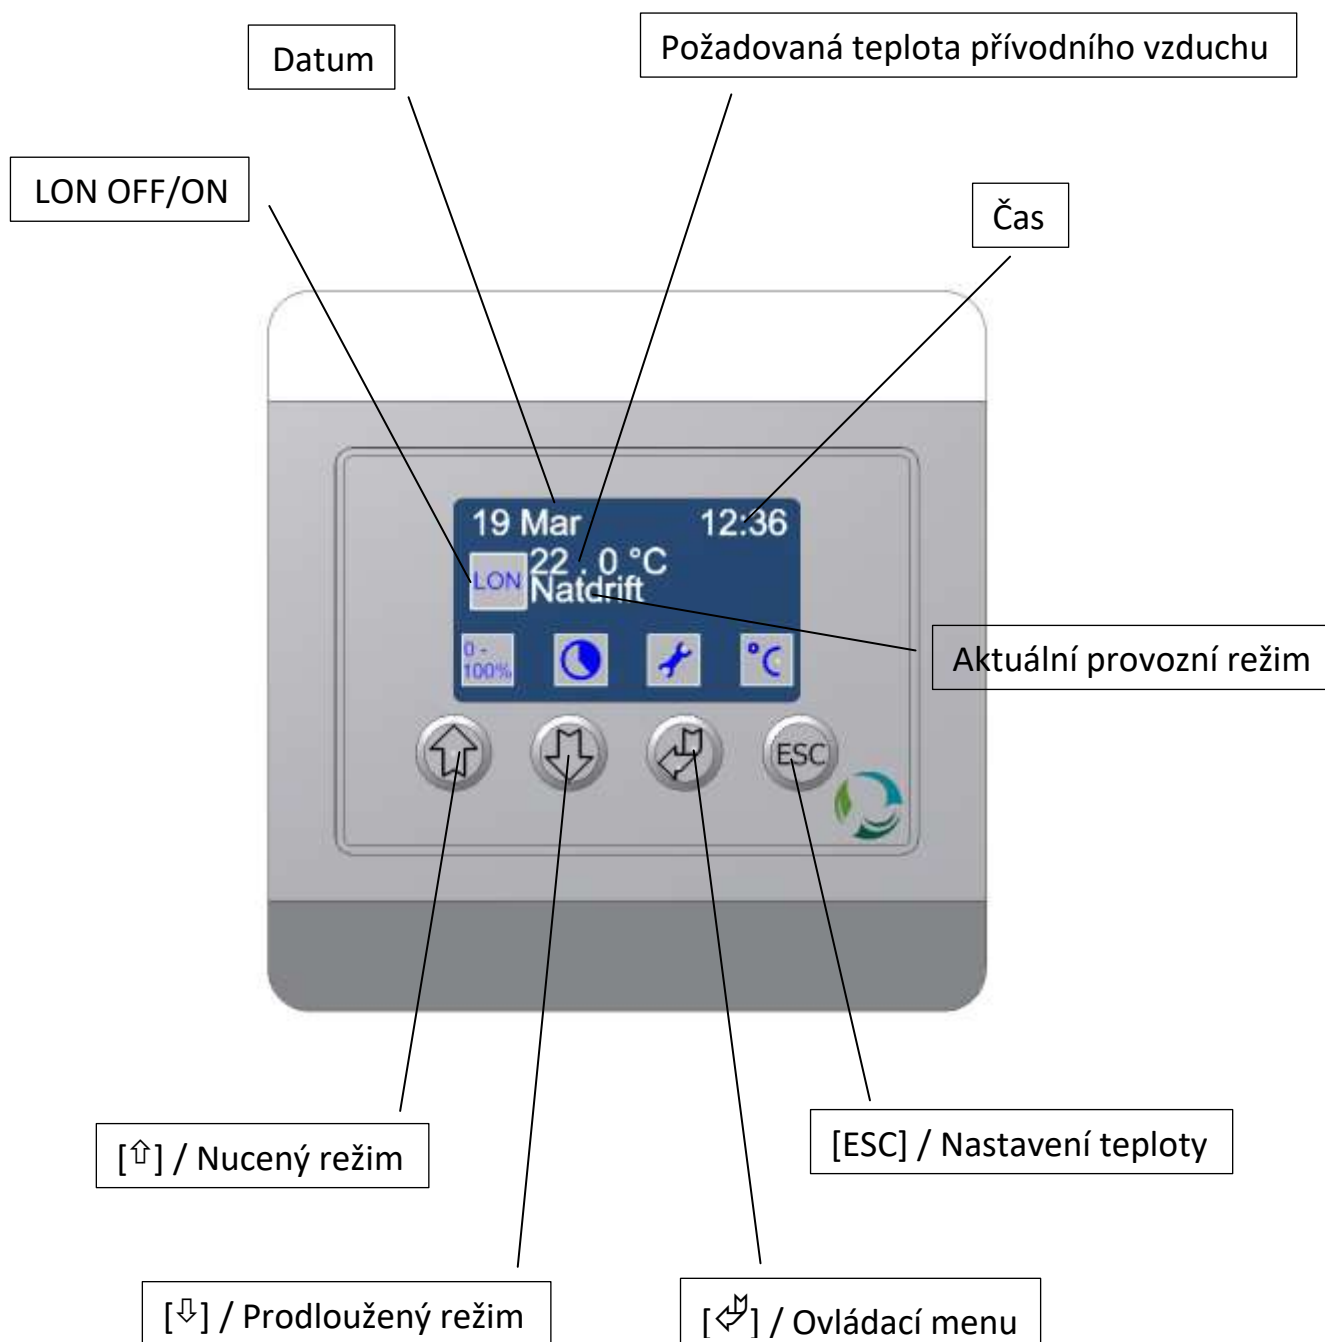 Datum
Požadovaná teplota přívodního vzduchu
LON OFF/ON
Čas
19 Mar 12:36
22 . 0 °C
LON
Natdrift
0 -
100%
°C
Aktuální provozní režim
ESC
[⇧] / Nucený režim
[ESC] / Nastavení teploty
[⇩] / Prodloužený režim
[⮰] / Ovládací menu